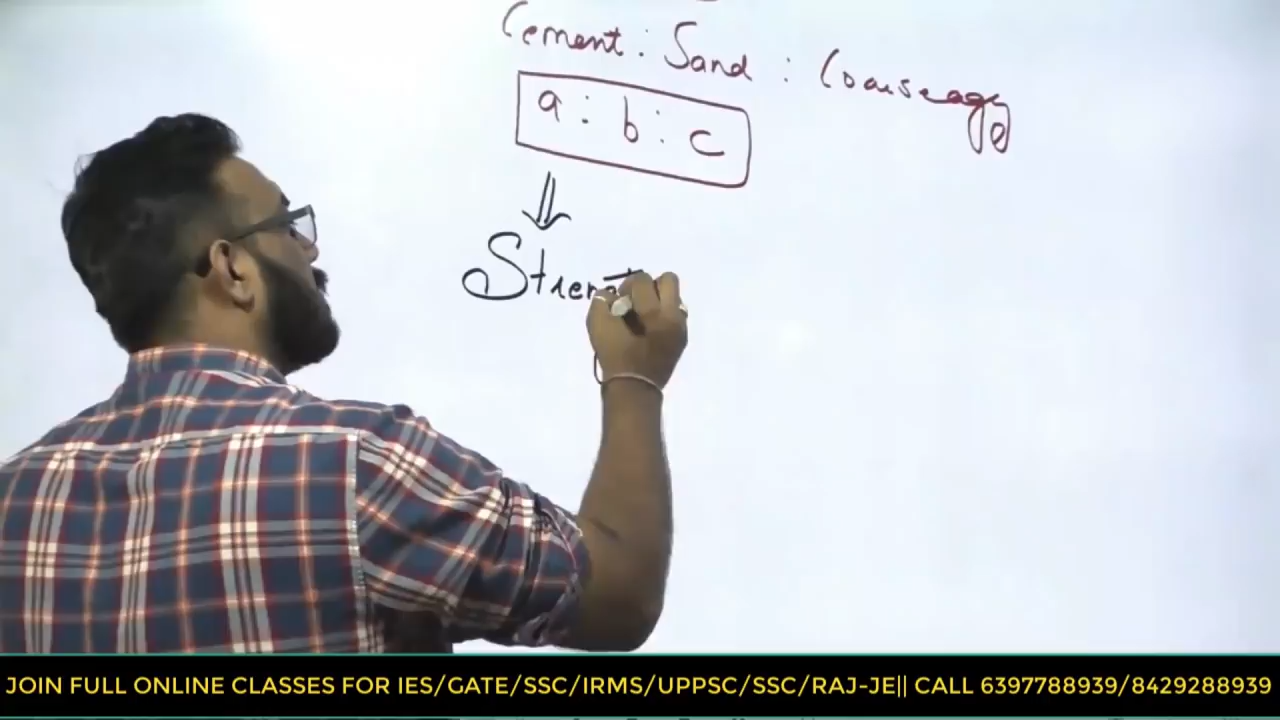 Cement : Sand : Coarse agg
a : b : c
⇓
Strengt
JOIN FULL ONLINE CLASSES FOR IES/GATE/SSC/IRMS/UPPSC/SSC/RAJ-JE|| CALL 6397788939/8429288939